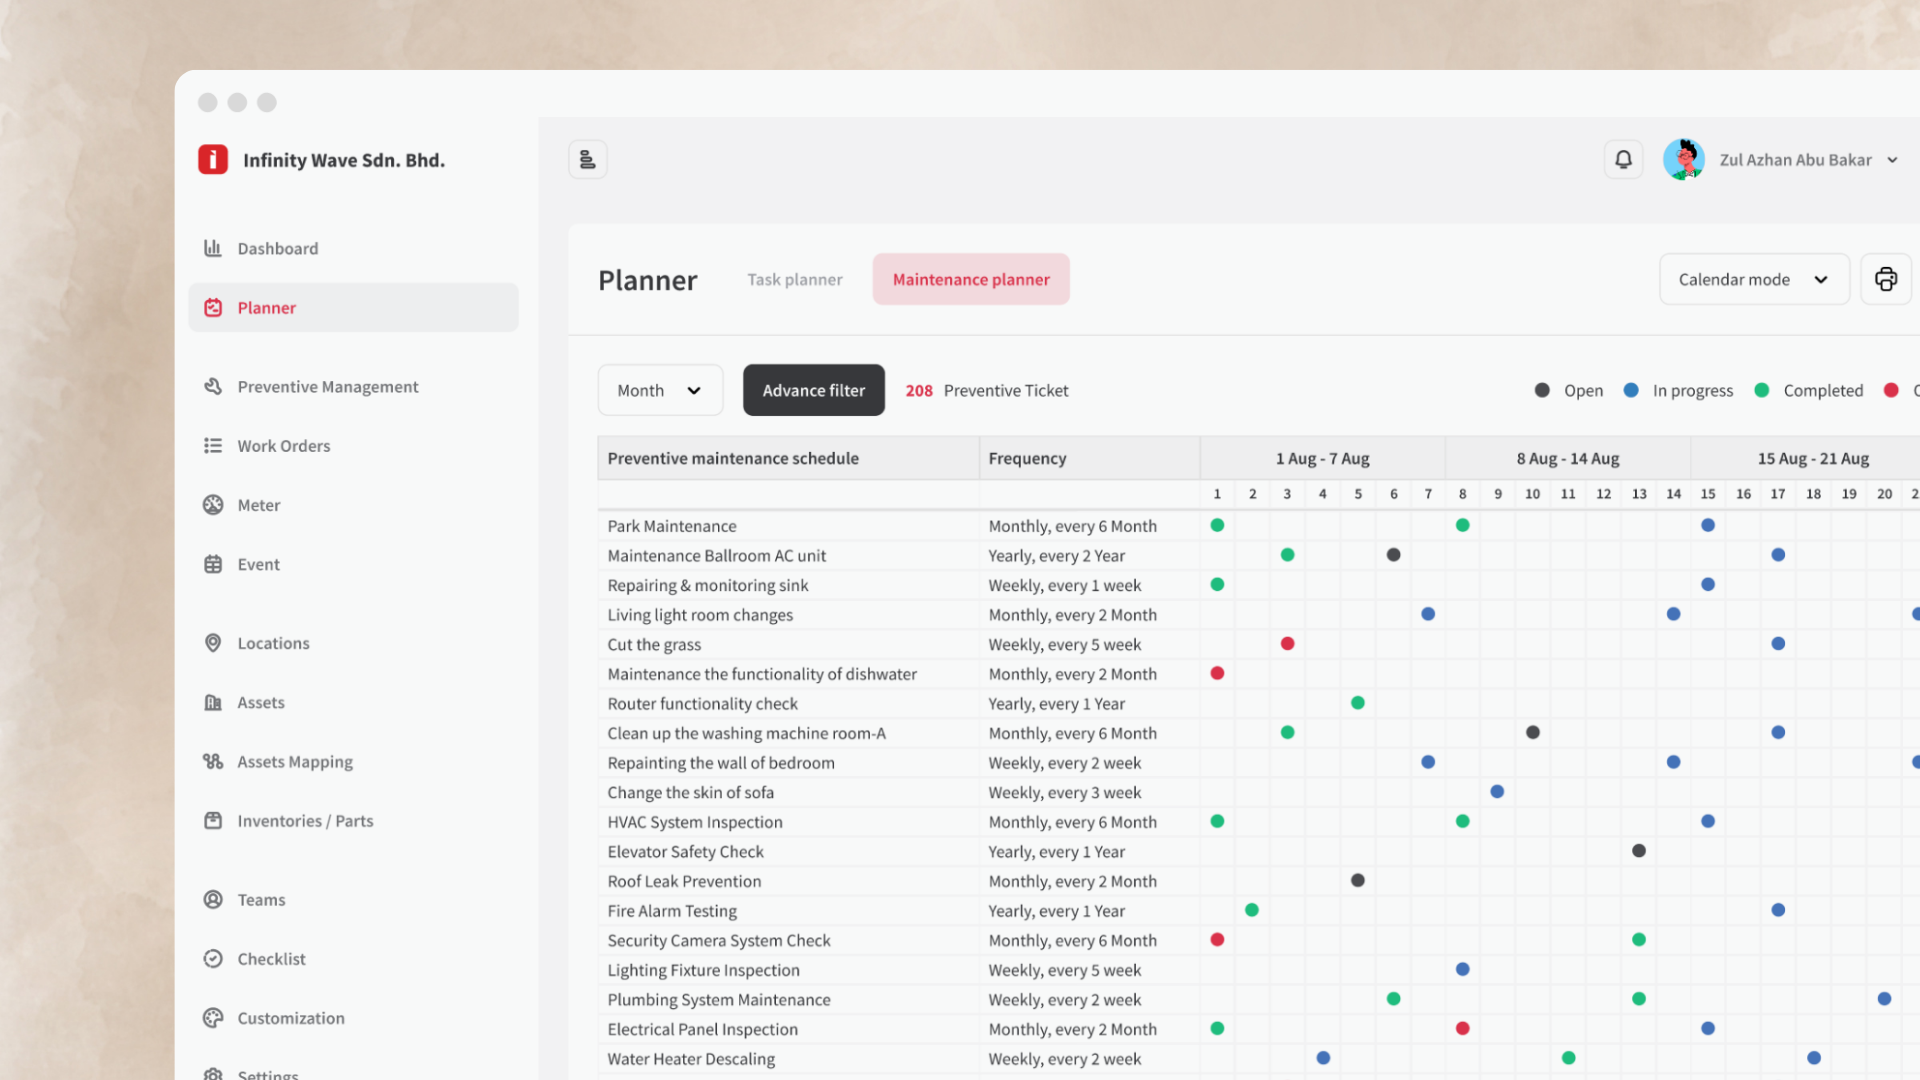 Infinity Wave Sdn. Bhd.
Zul Azhan Abu Bakar
Dashboard
Planner
Preventive Management
Work Orders
Meter
Event
Locations
Assets
Assets Mapping
Inventories / Parts
Teams
Checklist
Customization
Settings
Planner Task planner Maintenance planner Calendar mode
Month Advance filter 208 Preventive Ticket Open In progress Completed
Preventive maintenance schedule Frequency 1 Aug - 7 Aug 8 Aug - 14 Aug 15 Aug - 21 Aug
1 2 3 4 5 6 7 8 9 10 11 12 13 14 15 16 17 18 19 20
Park Maintenance Monthly, every 6 Month
Maintenance Ballroom AC unit Yearly, every 2 Year
Repairing & monitoring sink Weekly, every 1 week
Living light room changes Monthly, every 2 Month
Cut the grass Weekly, every 5 week
Maintenance the functionality of dishwater Monthly, every 2 Month
Router functionality check Yearly, every 1 Year
Clean up the washing machine room-A Monthly, every 6 Month
Repainting the wall of bedroom Weekly, every 2 week
Change the skin of sofa Weekly, every 3 week
HVAC System Inspection Monthly, every 6 Month
Elevator Safety Check Yearly, every 1 Year
Roof Leak Prevention Monthly, every 2 Month
Fire Alarm Testing Yearly, every 1 Year
Security Camera System Check Monthly, every 6 Month
Lighting Fixture Inspection Weekly, every 5 week
Plumbing System Maintenance Weekly, every 2 week
Electrical Panel Inspection Monthly, every 2 Month
Water Heater Descaling Weekly, every 2 week